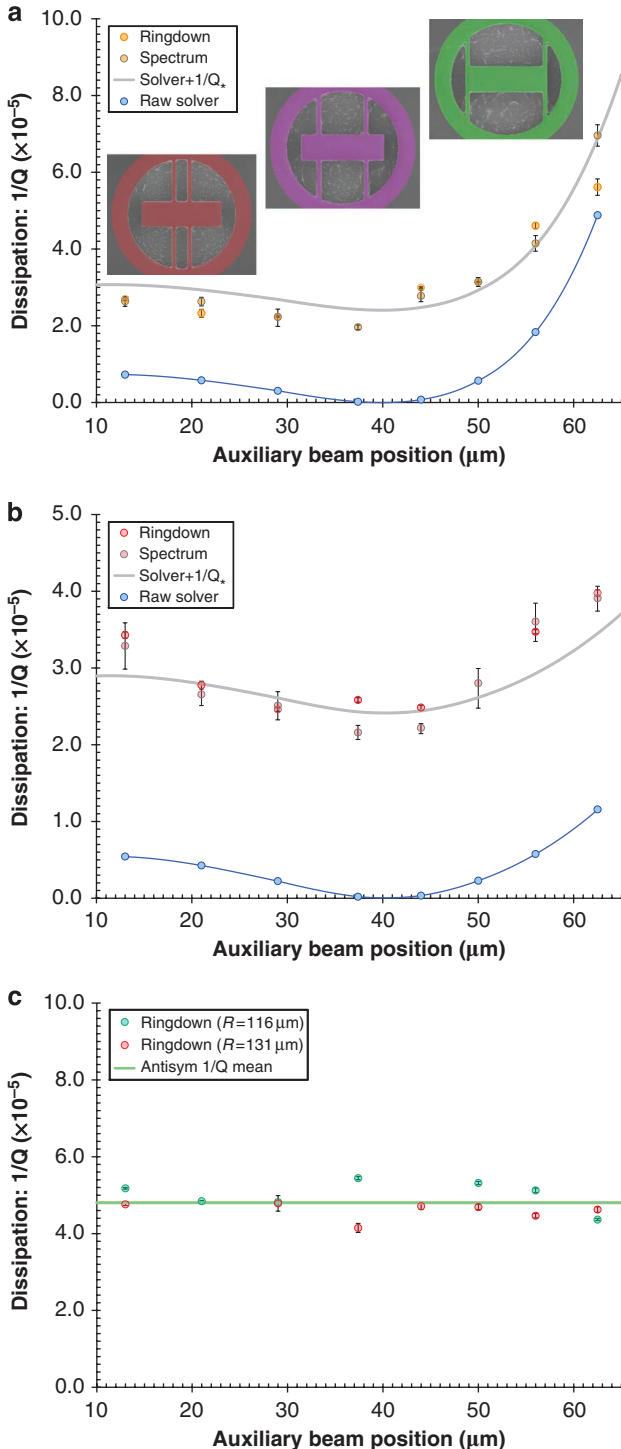 a
Ringdown
Spectrum
Solver+1/Q*
Raw solver
Dissipation: 1/Q (×10–5)
10.0
8.0
6.0
4.0
2.0
0.0
10 20 30 40 50 60
Auxiliary beam position (μm)
b
Ringdown
Spectrum
Solver+1/Q*
Raw solver
Dissipation: 1/Q (×10–5)
5.0
4.0
3.0
2.0
1.0
0.0
10 20 30 40 50 60
Auxiliary beam position (μm)
c
Ringdown (R=116 μm)
Ringdown (R=131 μm)
Antisym 1/Q mean
Dissipation: 1/Q (×10–5)
10.0
8.0
6.0
4.0
2.0
0.0
10 20 30 40 50 60
Auxiliary beam position (μm)